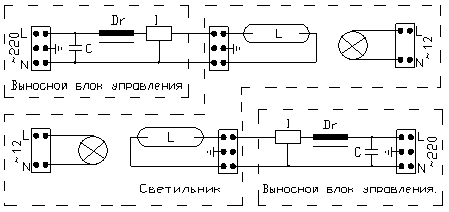 ~220
L
N
C
Dr
I
L
L
N
~12
Выносной блок управления
~12
L
N
L
Светильник
I
Dr
C
L
N
~220
Выносной блок управления.